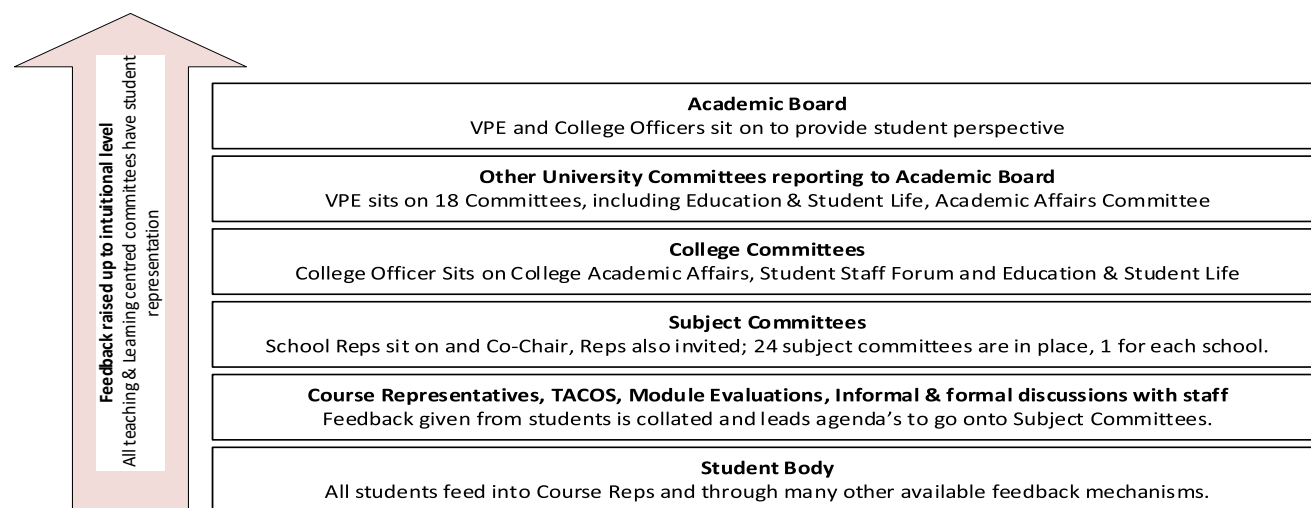 Feedback raised up to intuitional level
All teaching & Learning centred committees have student
representation
Academic Board
VPE and College Officers sit on to provide student perspective
Other University Committees reporting to Academic Board
VPE sits on 18 Committees, including Education & Student Life, Academic Affairs Committee
College Committees
College Officer Sits on College Academic Affairs, Student Staff Forum and Education & Student Life
Subject Committees
School Reps sit on and Co-Chair, Reps also invited; 24 subject committees are in place, 1 for each school.
Course Representatives, TACOS, Module Evaluations, Informal & formal discussions with staff
Feedback given from students is collated and leads agenda’s to go onto Subject Committees.
Student Body
All students feed into Course Reps and through many other available feedback mechanisms.